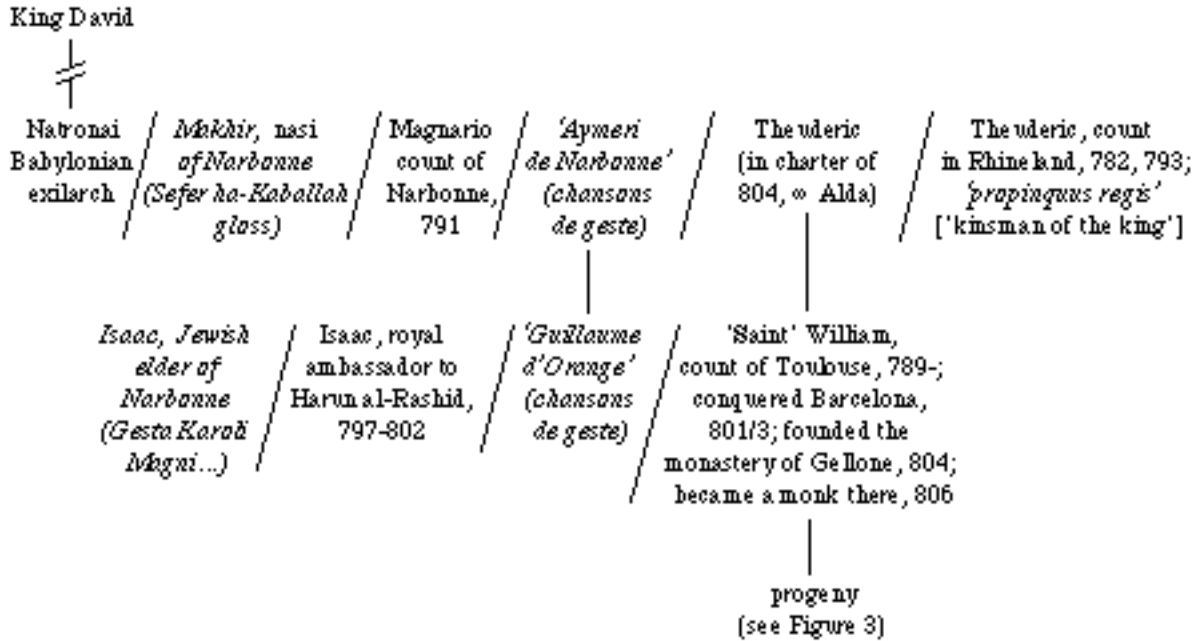 King David
Natronai
Babylonian
exilarch
Makhir, nasi
of Narbonne
(Sefer ha-Kaballah
gloss)
Magnario
count of
Narbonne,
791
'Aymeri
de Narbonne'
(chansons
de geste)
Theuderic
(in charter of
804, ∞ Alda)
Theuderic, count
in Rhineland, 782, 793;
'propinquus regis'
['kinsman of the king']
Isaac, Jewish
elder of
Narbonne
(Gesta Karoli
Magni...)
Isaac, royal
ambassador to
Harun al-Rashid,
797-802
'Guillaume
d'Orange'
(chansons
de geste)
'Saint' William,
count of Toulouse, 789-;
conquered Barcelona,
801/3; founded the
monastery of Gellone, 804;
became a monk there, 806
progeny
(see Figure 3)